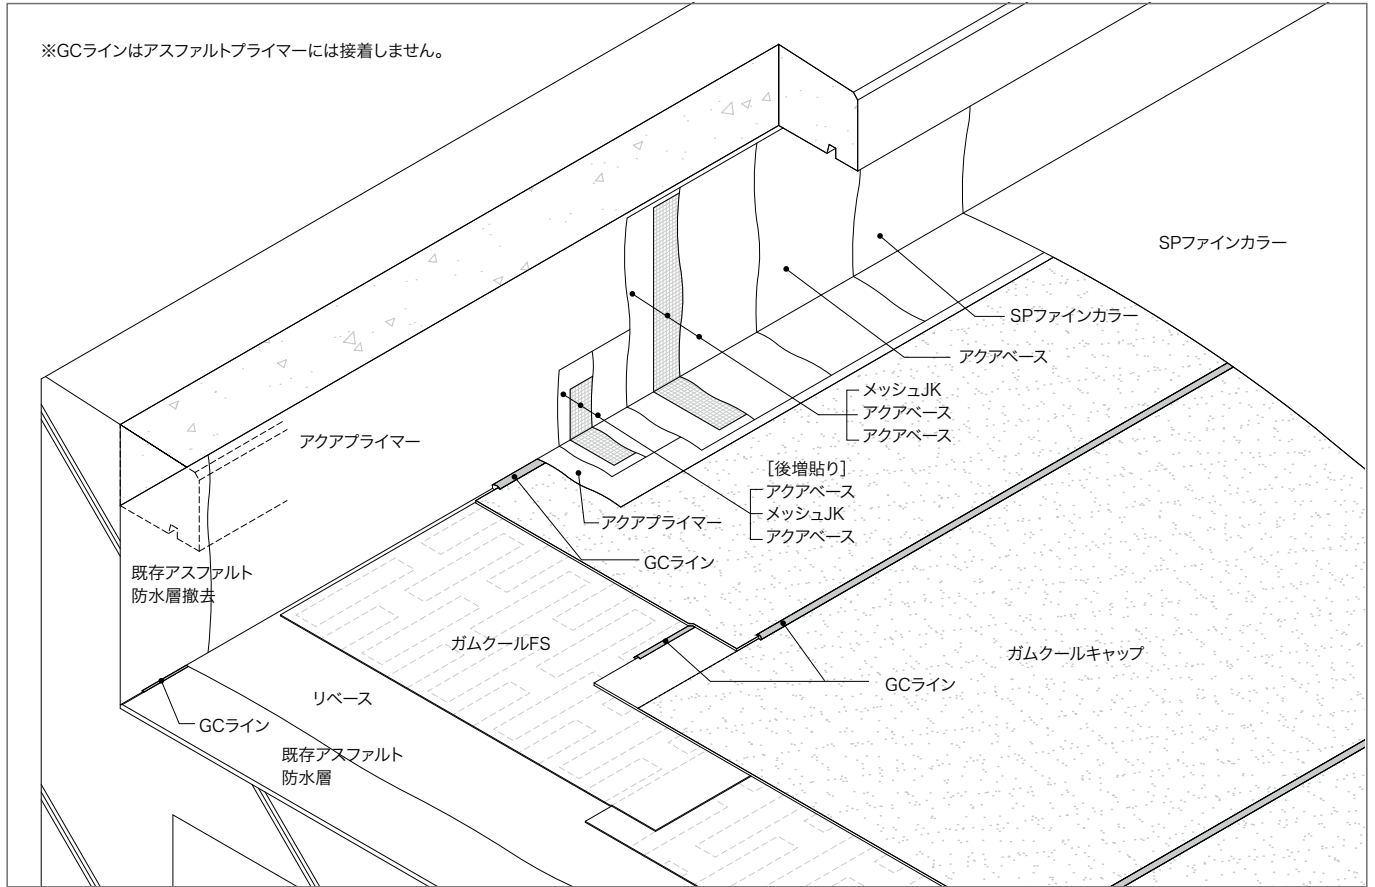 ※GCラインはアスファルトプライマーには接着しません。
SPファインカラー
SPファインカラー
アクアベース
メッシュJK
アクアベース
アクアベース
アクアプライマー
[後増貼り]
アクアベース
メッシュJK
アクアベース
アクアプライマー
GCライン
既存アスファルト
防水層撤去
ガムクールFS
ガムクールキャップ
GCライン
リベース
GCライン
既存アスファルト
防水層